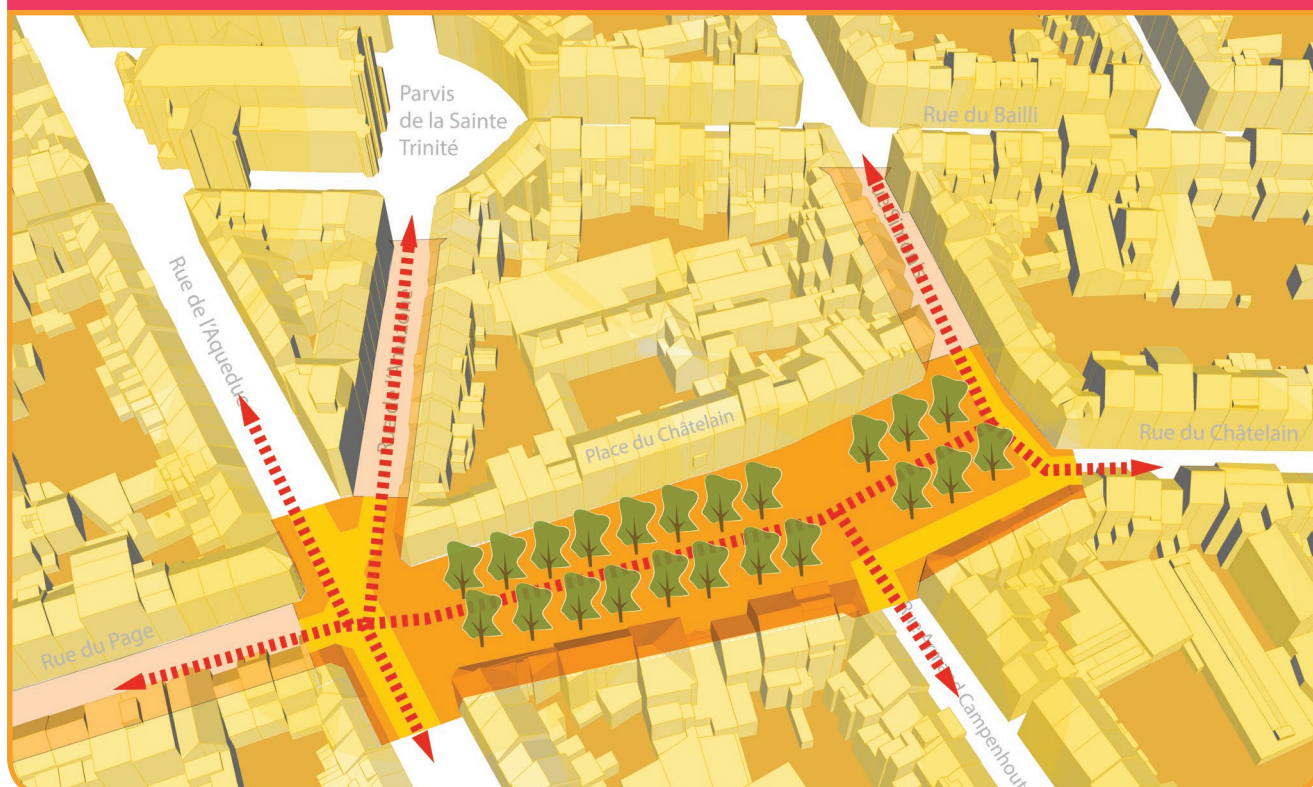 Parvis
de la Sainte
Trinité
Rue du Bailli
Rue de l'Aqueduc
Place du Châtelain
Rue du Châtelain
Rue du Page
Campenhout